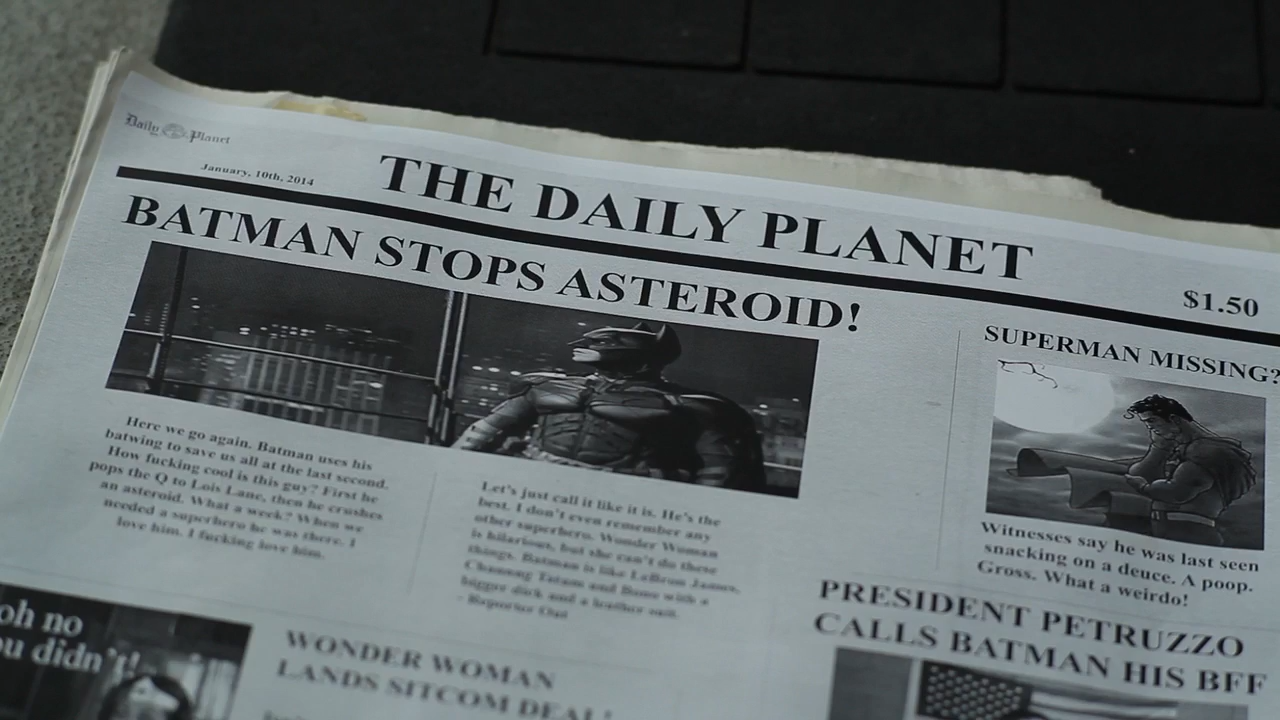 Daily Planet
January, 10th, 2014
THE DAILY PLANET
$1.50
BATMAN STOPS ASTEROID!
Here we go again. Batman uses his
batwing to save us all at the last second.
How fucking cool is this guy? First he
pops the Q to Lois Lane, then he crushes
an asteroid. What a week? When we
needed a superhero he was there. I
love him. I fucking love him.
Let's just call it like it is. He's the
best. I don't even remember any
other superhero. Wonder Woman
is hilarious, but she can't do these
things. Batman is like LeBron James,
Channing Tatum and Bono with a
bigger dick and a leather suit.
- Reporter Out
SUPERMAN MISSING?
Witnesses say he was last seen
snacking on a deuce. A poop.
Gross. What a weirdo!
PRESIDENT PETRUZZO
CALLS BATMAN HIS BFF
oh no
ou didn't!
WONDER WOMAN
LANDS SITCOM DEAL!